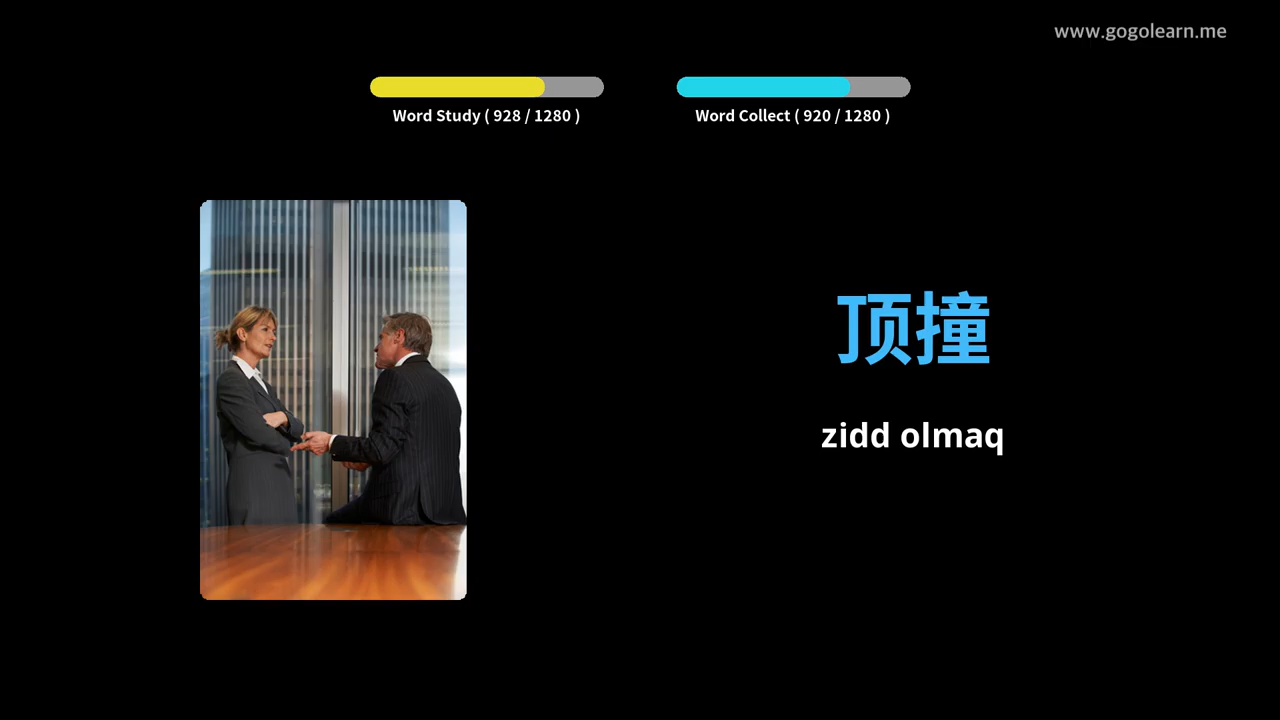 www.gogolearn.me
Word Study ( 928 / 1280 )
Word Collect ( 920 / 1280 )
顶撞
zidd olmaq